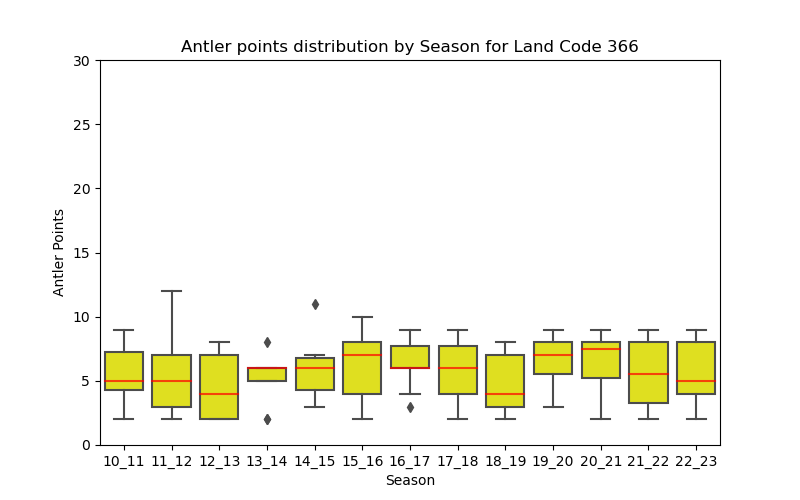 Antler points distribution by Season for Land Code 366
30
25
20
15
10
5
0
Antler Points
10_11 11_12 12_13 13_14 14_15 15_16 16_17 17_18 18_19 19_20 20_21 21_22 22_23
Season